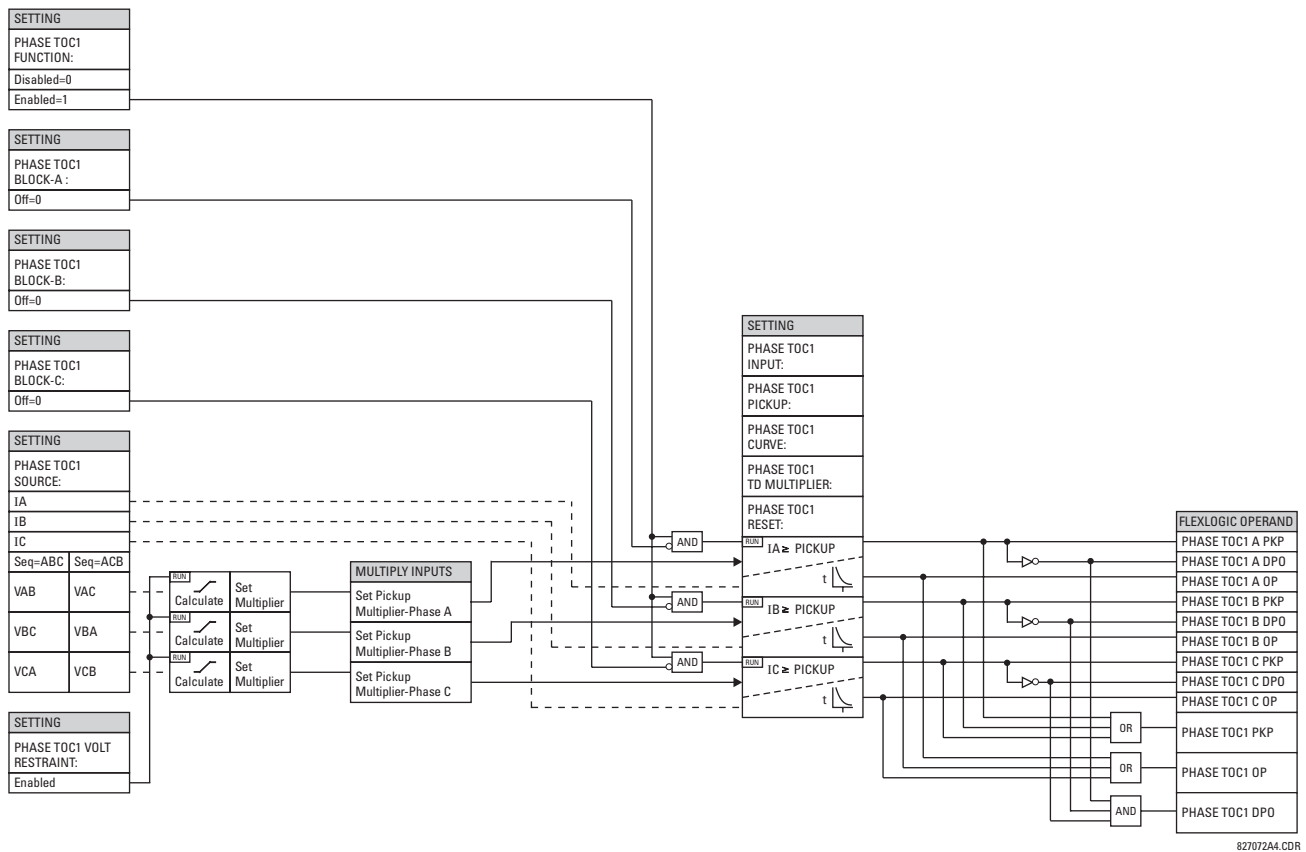 SETTING
PHASE TOC1
FUNCTION:
Disabled=0
Enabled=1
SETTING
PHASE TOC1
BLOCK-A :
Off=0
SETTING
PHASE TOC1
BLOCK-B:
Off=0
SETTING
PHASE TOC1
BLOCK-C:
Off=0
SETTING
PHASE TOC1
SOURCE:
IA
IB
IC
Seq=ABC Seq=ACB
VAB VAC
VBC VBA
VCA VCB
SETTING
PHASE TOC1 VOLT
RESTRAINT:
Enabled
RUN
Calculate
Set
Multiplier
RUN
Calculate
Set
Multiplier
RUN
Calculate
Set
Multiplier
MULTIPLY INPUTS
Set Pickup
Multiplier-Phase A
Set Pickup
Multiplier-Phase B
Set Pickup
Multiplier-Phase C
AND
AND
AND
SETTING
PHASE TOC1
INPUT:
PHASE TOC1
PICKUP:
PHASE TOC1
CURVE:
PHASE TOC1
TD MULTIPLIER:
PHASE TOC1
RESET:
RUN
IA ≥ PICKUP
t
RUN
IB ≥ PICKUP
t
RUN
IC ≥ PICKUP
t
OR
OR
AND
FLEXLOGIC OPERAND
PHASE TOC1 A PKP
PHASE TOC1 A DPO
PHASE TOC1 A OP
PHASE TOC1 B PKP
PHASE TOC1 B DPO
PHASE TOC1 B OP
PHASE TOC1 C PKP
PHASE TOC1 C DPO
PHASE TOC1 C OP
PHASE TOC1 PKP
PHASE TOC1 OP
PHASE TOC1 DPO
827072A4.CDR